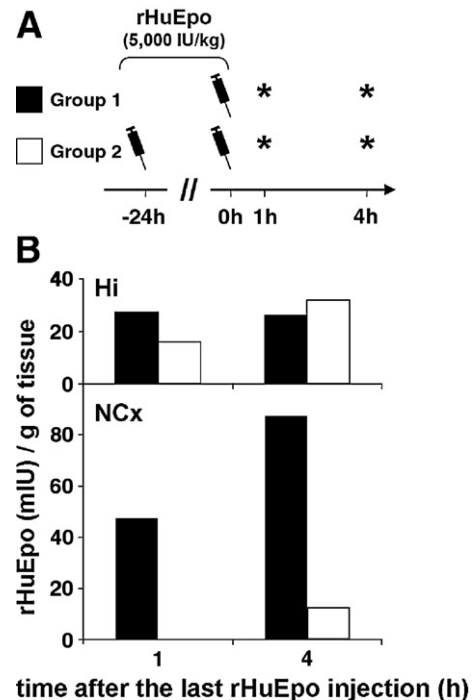 A
rHuEpo
(5,000 IU/kg)
Group 1 * *
Group 2 * *
//
-24h 0h 1h 4h
B
Hi
40
20
0
NCx
80
60
40
20
0
rHuEpo (mIU) / g of tissue
1 4
time after the last rHuEpo injection (h)